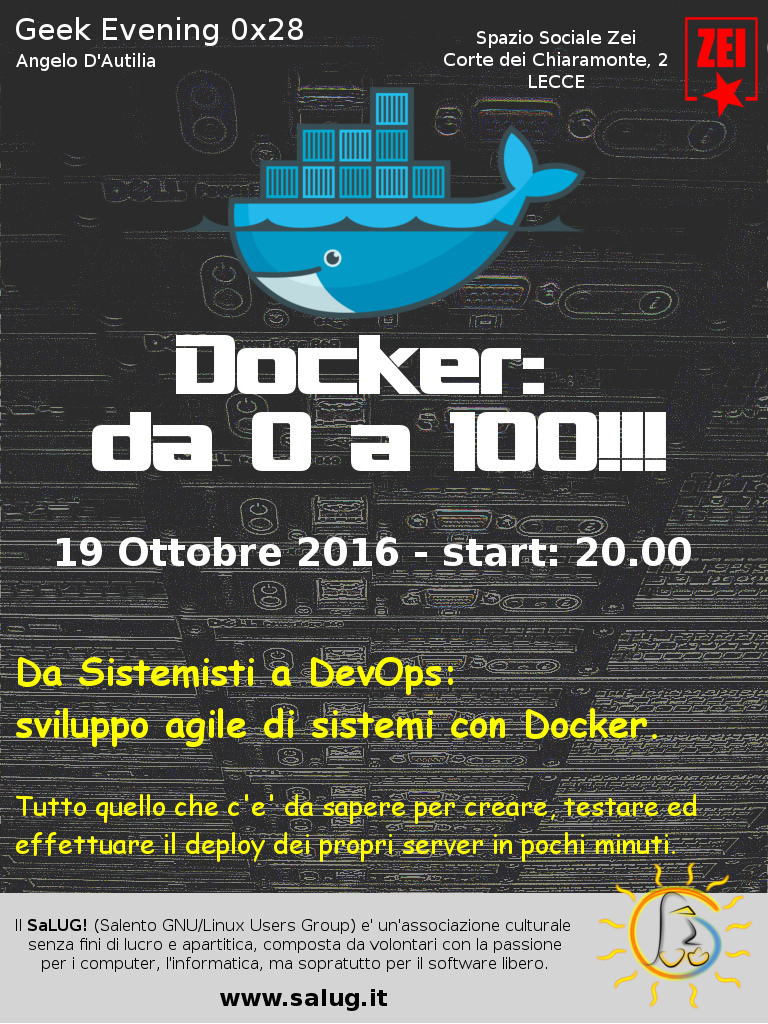 Geek Evening 0x28
Angelo D'Autilia
Spazio Sociale Zei
Corte dei Chiaramonte, 2
LECCE
ZEI
DELL
Docker:
da 0 a 100!!!
19 Ottobre 2016 - start: 20.00
Da Sistemisti a DevOps:
sviluppo agile di sistemi con Docker.
Tutto quello che c'e' da sapere per creare, testare ed
effettuare il deploy dei propri server in pochi minuti.
Il SaLUG! (Salento GNU/Linux Users Group) e' un'associazione culturale
senza fini di lucro e apartitica, composta da volontari con la passione
per i computer, l'informatica, ma sopratutto per il software libero.
www.salug.it